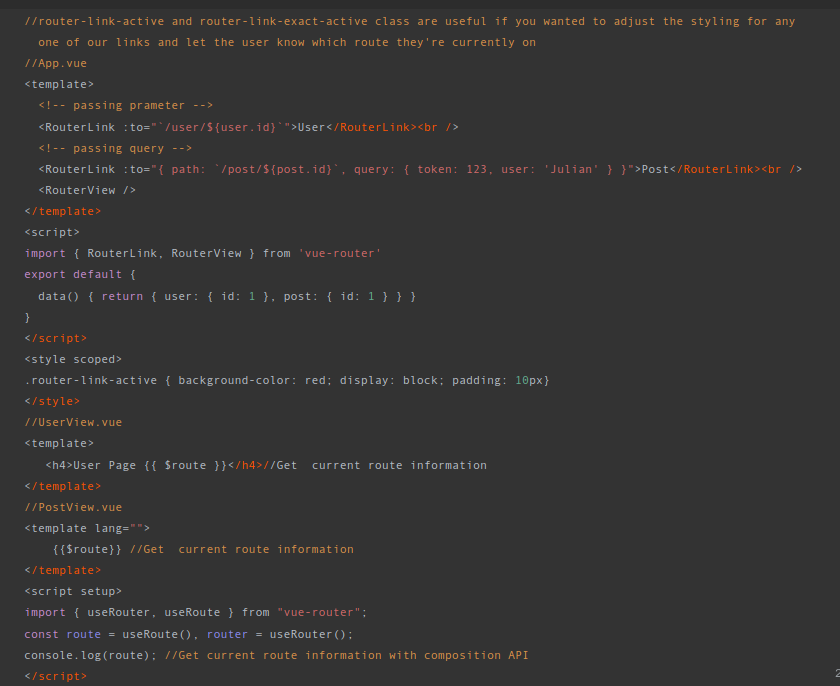 //router-link-active and router-link-exact-active class are useful if you wanted to adjust the styling for any
one of our links and let the user know which route they're currently on
//App.vue
<template>
<!-- passing prameter -->
<RouterLink :to="`/user/${user.id}`">User</RouterLink><br />
<!-- passing query -->
<RouterLink :to="{ path: `/post/${post.id}`, query: { token: 123, user: 'Julian' } }">Post</RouterLink><br />
<RouterView />
</template>
<script>
import { RouterLink, RouterView } from 'vue-router'
export default {
data() { return { user: { id: 1 }, post: { id: 1 } } }
}
</script>
<style scoped>
.router-link-active { background-color: red; display: block; padding: 10px}
</style>
//UserView.vue
<template>
<h4>User Page {{ $route }}</h4>//Get  current route information
</template>
//PostView.vue
<template lang="">
{{$route}} //Get  current route information
</template>
<script setup>
import { useRouter, useRoute } from "vue-router";
const route = useRoute(), router = useRouter();
console.log(route); //Get current route information with composition API
</script>